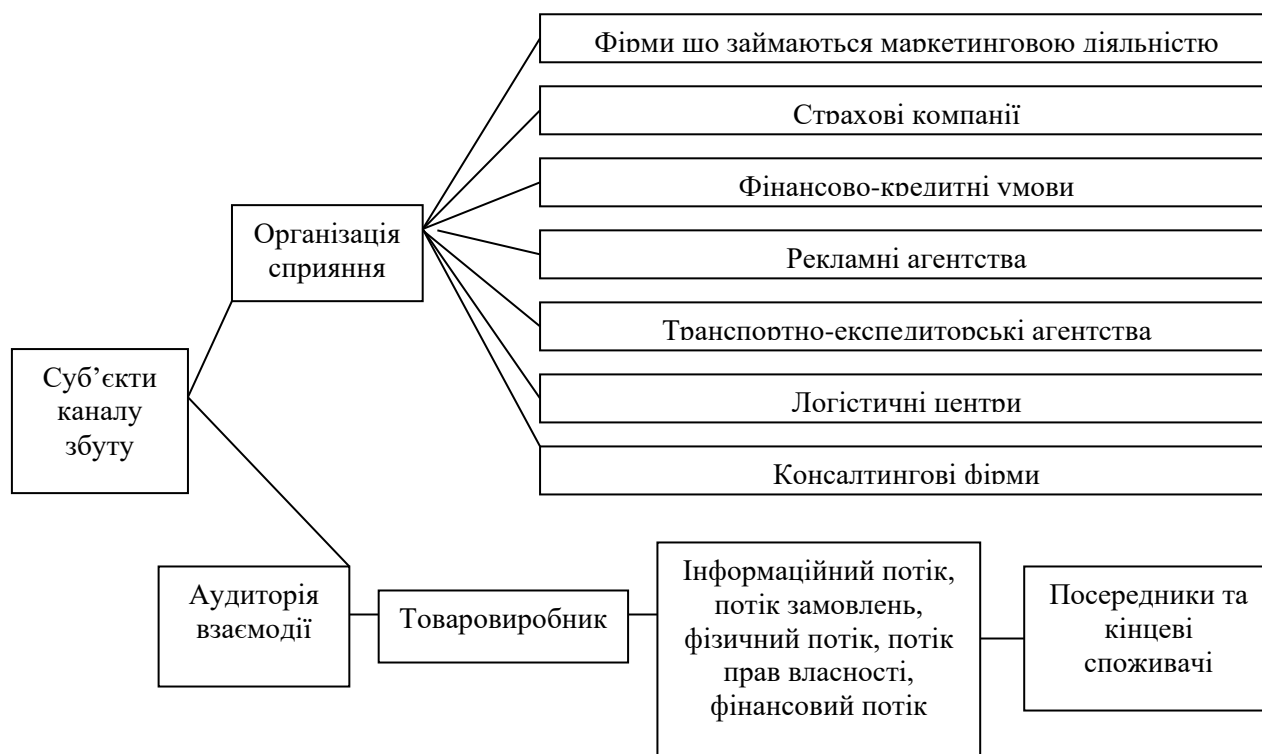 Фірми що займаються маркетинговою діяльністю
Страхові компанії
Фінансово-кредитні умови
Організація
сприяння
Рекламні агентства
Транспортно-експедиторські агентства
Суб’єкти
каналу
збуту
Логістичні центри
Консалтингові фірми
Аудиторія
взаємодії
Товаровиробник
Інформаційний потік,
потік замовлень,
фізичний потік, потік
прав власності,
фінансовий потік
Посередники та
кінцеві
споживачі